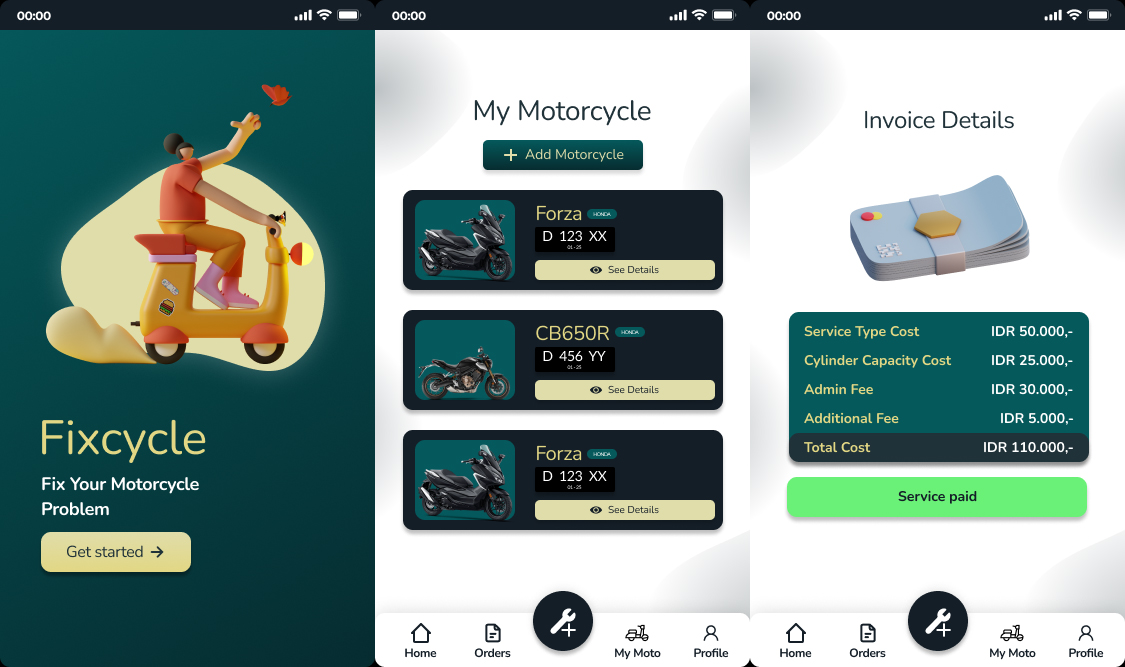 00:00
Fixcycle
Fix Your Motorcycle
Problem
Get started
00:00
My Motorcycle
Add Motorcycle
Forza HONDA
D 123 XX
01-25
See Details
CB650R HONDA
D 456 YY
01-25
See Details
Forza HONDA
D 123 XX
01-25
See Details
Home Orders My Moto Profile
00:00
Invoice Details
Service Type Cost IDR 50.000,-
Cylinder Capacity Cost IDR 25.000,-
Admin Fee IDR 30.000,-
Additional Fee IDR 5.000,-
Total Cost IDR 110.000,-
Service paid
Home Orders My Moto Profile